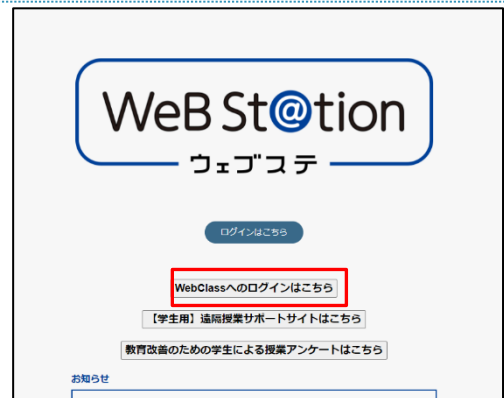 WeB St@tion
ウェブステ
ログインはこちら
WebClassへのログインはこちら
【学生用】遠隔授業サポートサイトはこちら
教育改善のための学生による授業アンケートはこちら
お知らせ